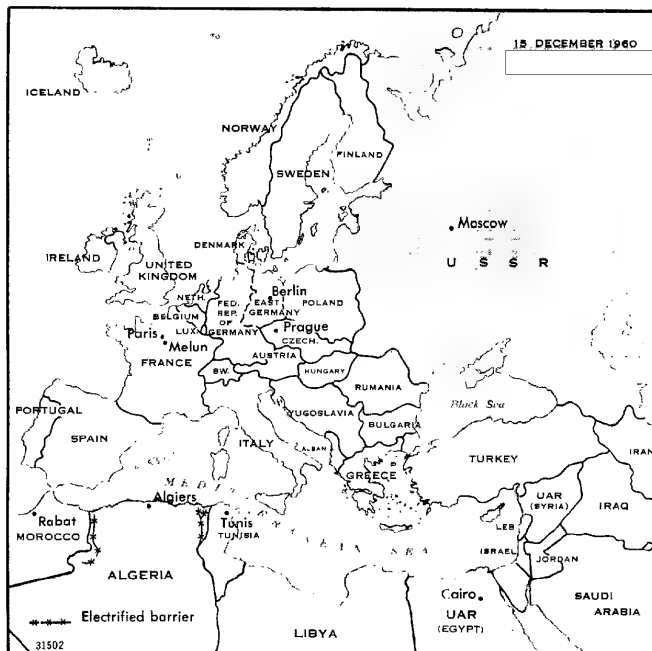 15 DECEMBER 1960
ICELAND
NORWAY
FINLAND
SWEDEN
Moscow
U S S R
DENMARK
IRELAND
UNITED
KINGDOM
NETH.
FED.
REP.
OF
GERMANY
Berlin
EAST
GERMANY
POLAND
BELGIUM
LUX.
Prague
CZECH.
Paris
Melun
FRANCE
AUSTRIA
SW.
HUNGARY
RUMANIA
Black Sea
YUGOSLAVIA
BULGARIA
PORTUGAL
SPAIN
ITALY
ALBAN
GREECE
TURKEY
IRAN
UAR
(SYRIA)
IRAQ
LEB
ISRAEL
JORDAN
Algiers
Rabat
MOROCCO
Tunis
TUNISIA
ALGERIA
Cairo
UAR
(EGYPT)
SAUDI
ARABIA
LIBYA
Electrified barrier
31502